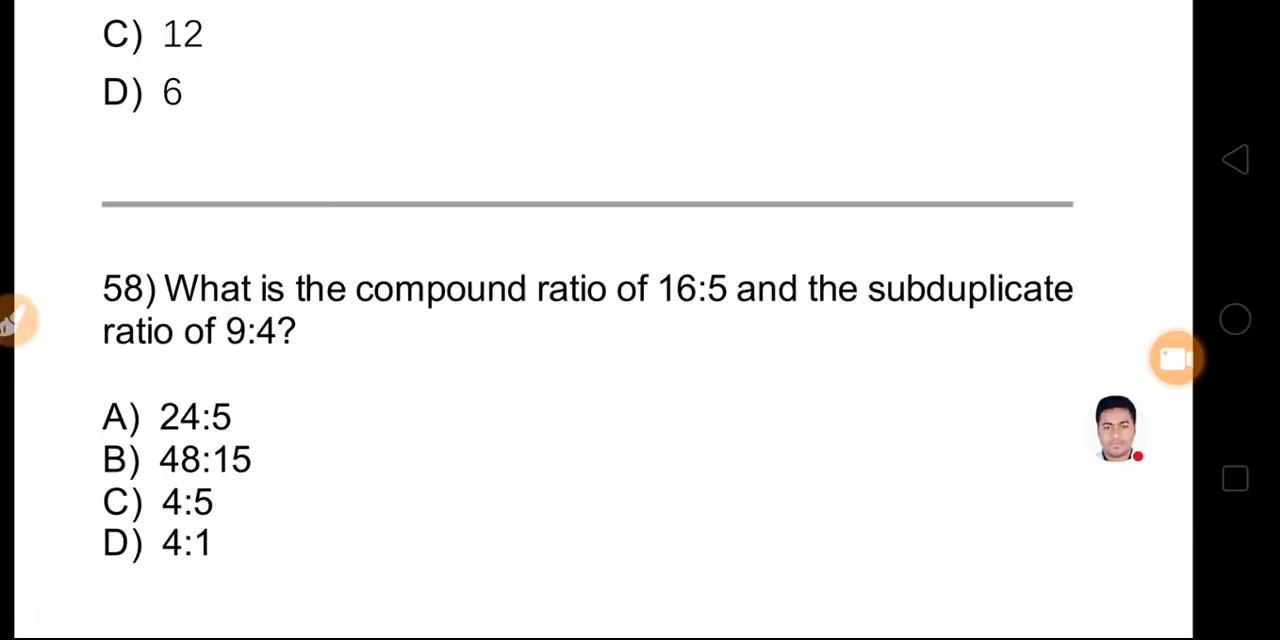 C) 12
D) 6
58) What is the compound ratio of 16:5 and the subduplicate
ratio of 9:4?
A) 24:5
B) 48:15
C) 4:5
D) 4:1